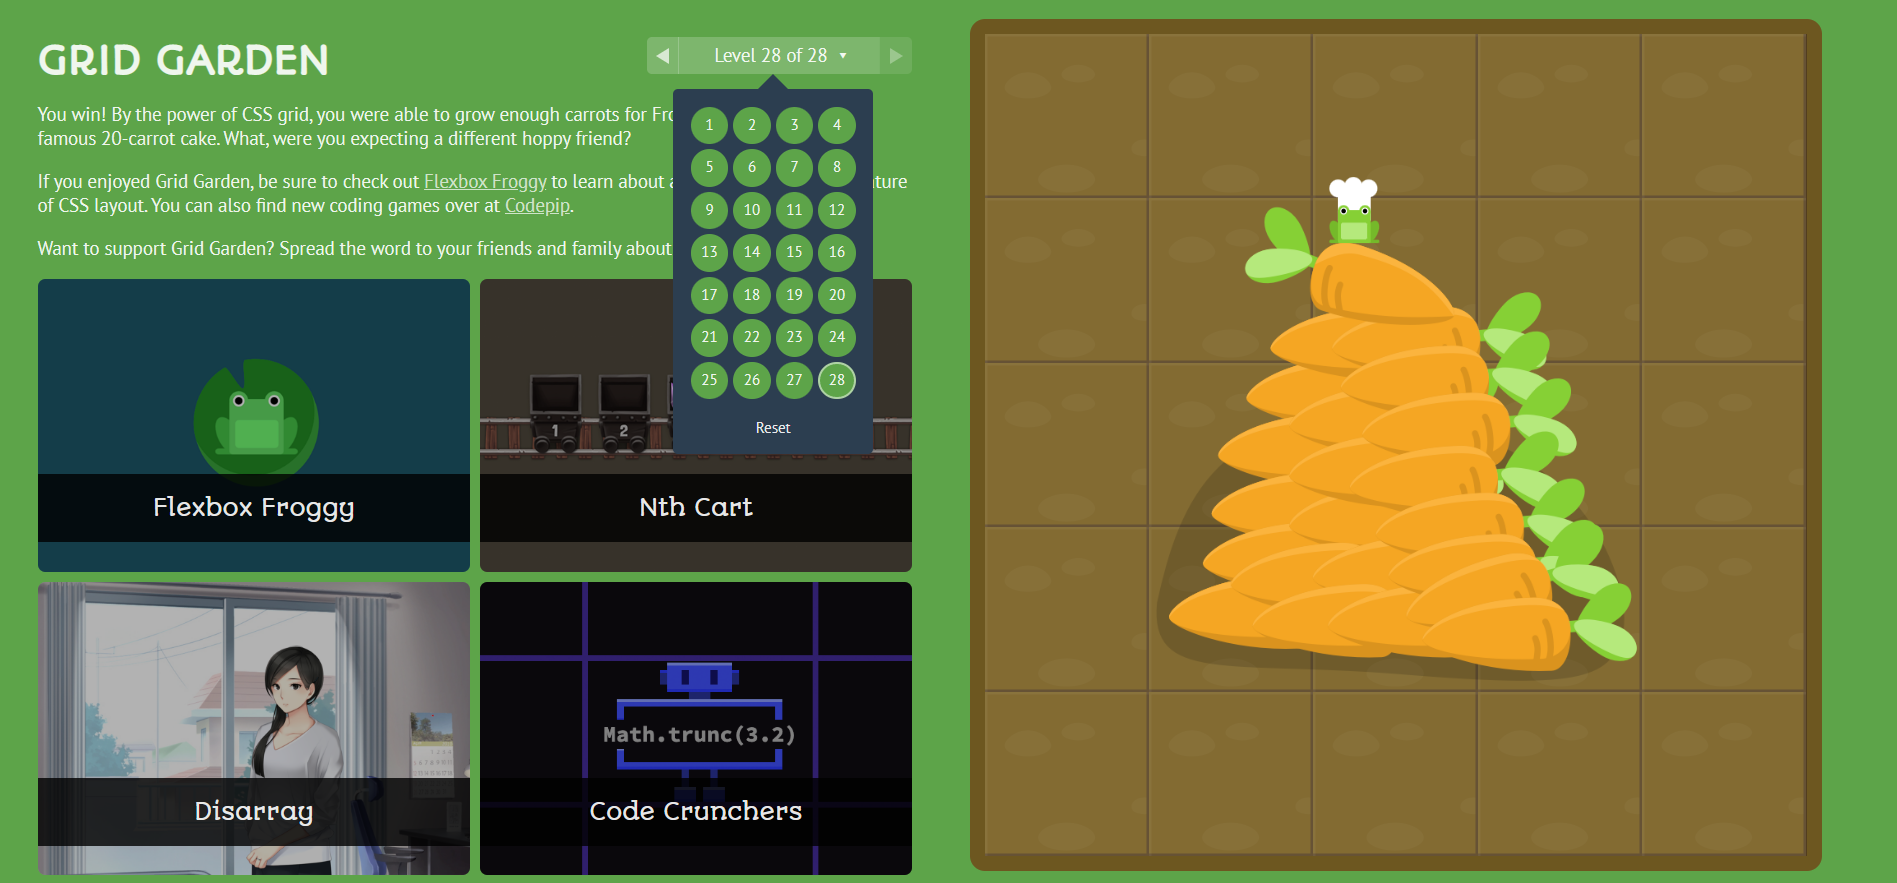 GRID GARDEN
Level 28 of 28
You win! By the power of CSS grid, you were able to grow enough carrots for
famous 20-carrot cake. What, were you expecting a different hoppy friend?
If you enjoyed Grid Garden, be sure to check out Flexbox Froggy to learn about
of CSS layout. You can also find new coding games over at Codepip.
Want to support Grid Garden? Spread the word to your friends and family about
1 2 3 4
5 6 7 8
9 10 11 12
13 14 15 16
17 18 19 20
21 22 23 24
25 26 27 28
Reset
1 2
Flexbox Froggy
Nth Cart
Math.trunc(3.2)
Disarray
Code Crunchers